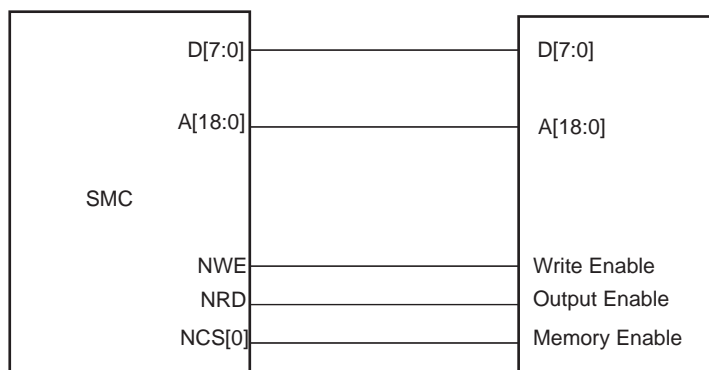 D[7:0] D[7:0]
A[18:0] A[18:0]
SMC
NWE Write Enable
NRD Output Enable
NCS[0] Memory Enable